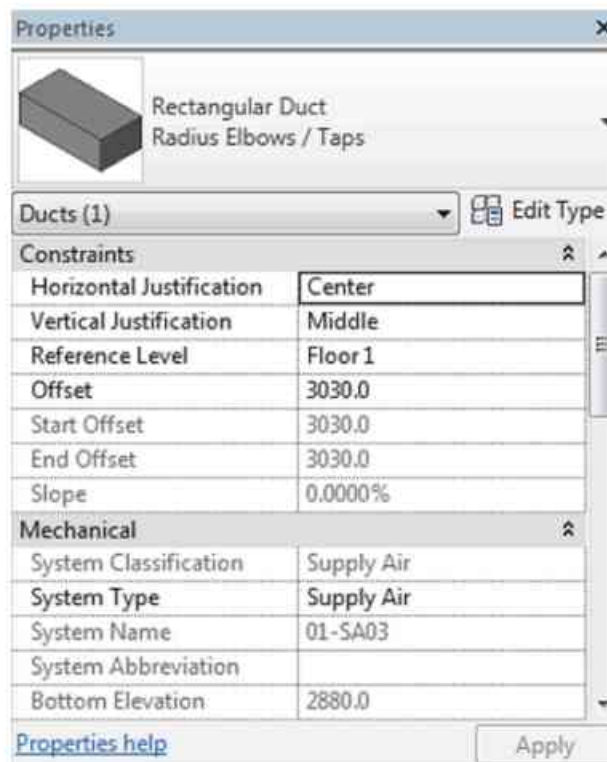 Properties
Rectangular Duct
Radius Elbows / Taps
Ducts (1)
Edit Type
Constraints
Horizontal Justification Center
Vertical Justification Middle
Reference Level Floor 1
Offset 3030.0
Start Offset 3030.0
End Offset 3030.0
Slope 0.0000%
Mechanical
System Classification Supply Air
System Type Supply Air
System Name 01-SA03
System Abbreviation
Bottom Elevation 2880.0
Properties help Apply